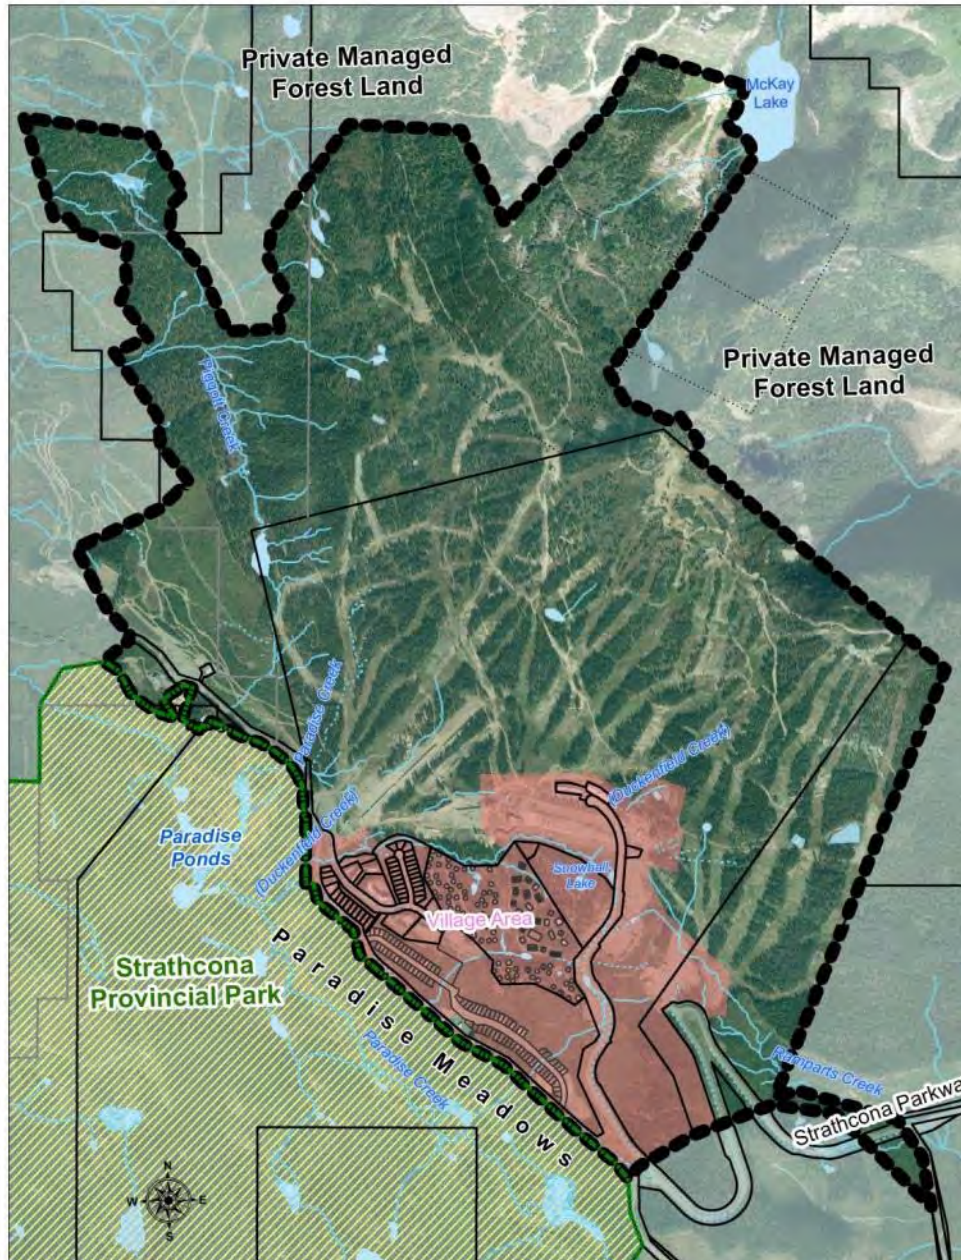 Private Managed
Forest Land
McKay
Lake
Private Managed
Forest Land
Piggott Creek
Paradise Creek
(Duckenfield Creek)
Paradise
Ponds
(Duckenfield Creek)
Snowball
Lake
Village Area
Strathcona
Provincial Park
Paradise Meadows
Paradise Creek
Ramparts Creek
Strathcona Parkwa
N
W
E
S